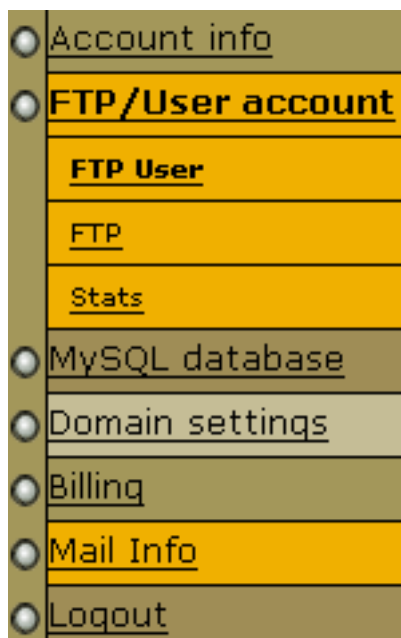 Account info
FTP/User account
FTP User
FTP
Stats
MySQL database
Domain settings
Billing
Mail Info
Logout